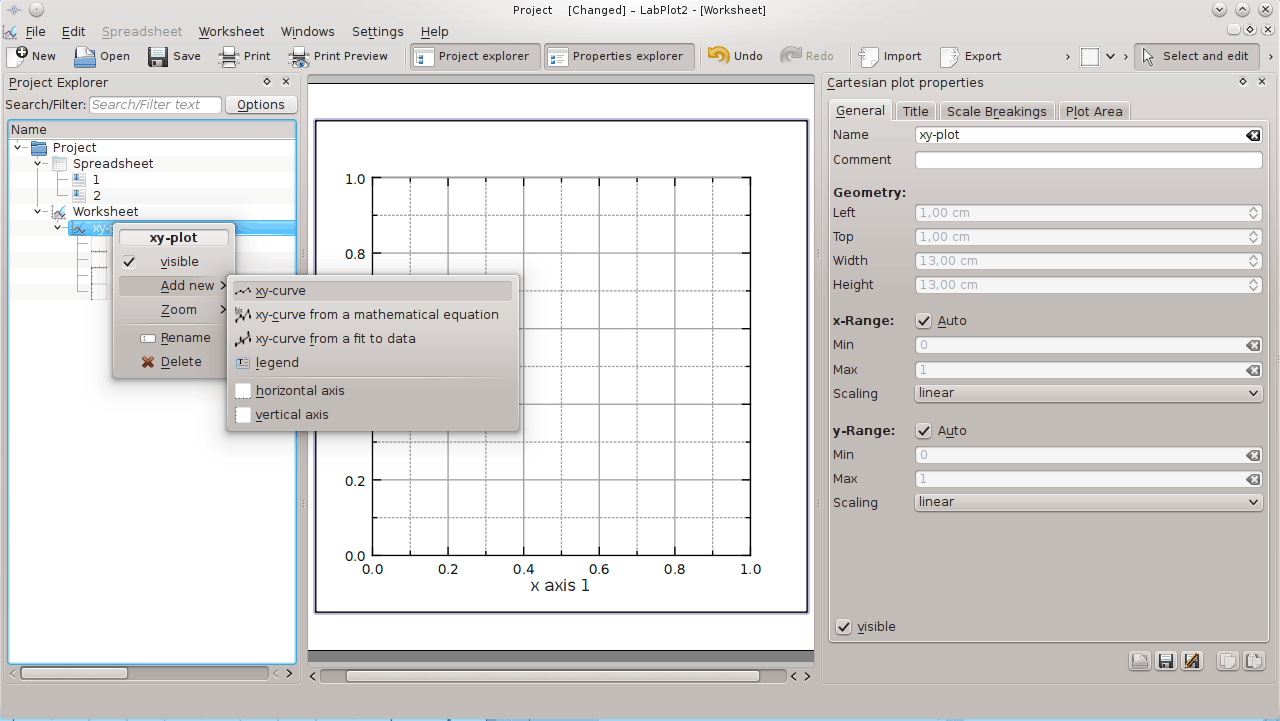 Project [Changed] – LabPlot2 - [Worksheet]
File Edit Spreadsheet Worksheet Windows Settings Help
New Open Save Print Print Preview Project explorer Properties explorer Undo Redo Import Export Select and edit
Project Explorer
Search/Filter: Search/Filter text Options
Name
Project
Spreadsheet
1
2
Worksheet
xy-plot
visible
Add new
Zoom
Rename
Delete
xy-curve
xy-curve from a mathematical equation
xy-curve from a fit to data
legend
horizontal axis
vertical axis
1.0
0.8
0.2
0.0
0.0 0.2 0.4 0.6 0.8 1.0
x axis 1
Cartesian plot properties
General Title Scale Breakings Plot Area
Name xy-plot
Comment
Geometry:
Left 1,00 cm
Top 1,00 cm
Width 13,00 cm
Height 13,00 cm
x-Range: Auto
Min 0
Max 1
Scaling linear
y-Range: Auto
Min 0
Max 1
Scaling linear
visible